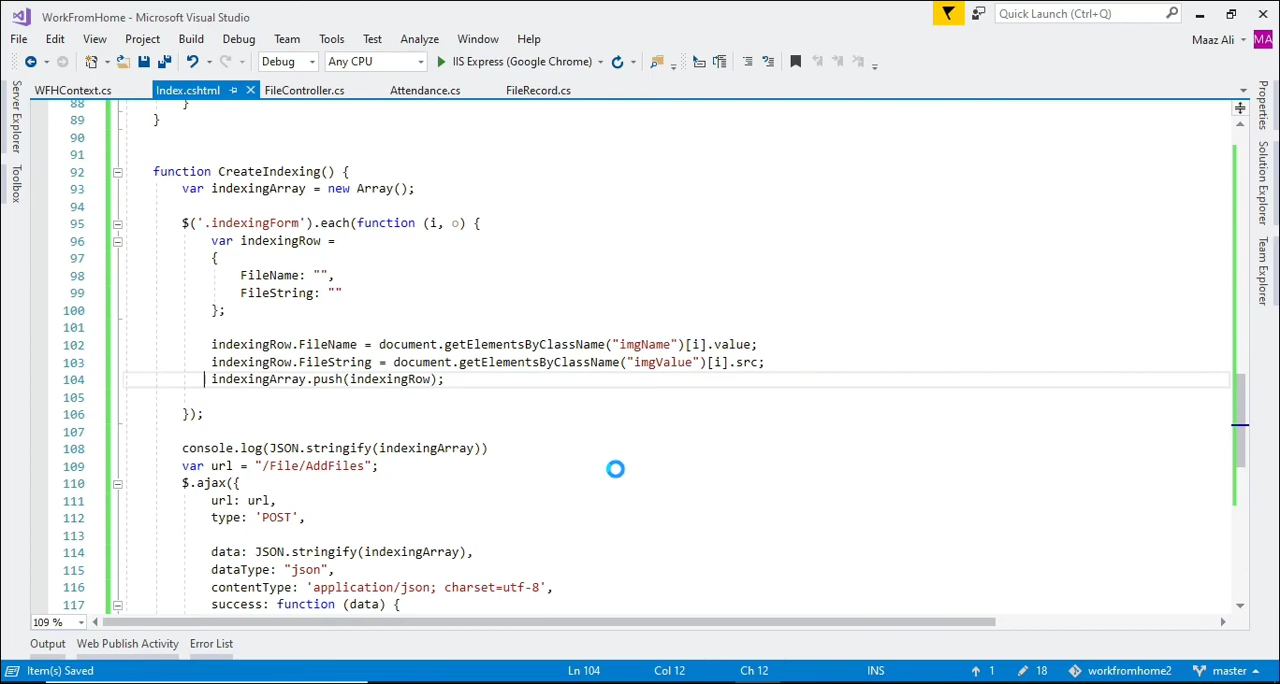 WorkFromHome - Microsoft Visual Studio
Quick Launch (Ctrl+Q)
File Edit View Project Build Debug Team Tools Test Analyze Window Help
Maaz Ali MA
Debug Any CPU IIS Express (Google Chrome)
WFHContext.cs Index.cshtml FileController.cs Attendance.cs FileRecord.cs
Server Explorer
Toolbox
Properties
Solution Explorer
Team Explorer
88 }
89 }
90
91
92 function CreateIndexing() {
93 var indexingArray = new Array();
94
95 $('.indexingForm').each(function (i, o) {
96 var indexingRow =
97 {
98 FileName: "",
99 FileString: ""
100 };
101
102 indexingRow.FileName = document.getElementsByClassName("imgName")[i].value;
103 indexingRow.FileString = document.getElementsByClassName("imgValue")[i].src;
104 indexingArray.push(indexingRow);
105
106 });
107
108 console.log(JSON.stringify(indexingArray))
109 var url = "/File/AddFiles";
110 $.ajax({
111 url: url,
112 type: 'POST',
113
114 data: JSON.stringify(indexingArray),
115 dataType: "json",
116 contentType: 'application/json; charset=utf-8',
117 success: function (data) {
109 %
Output Web Publish Activity Error List
Item(s) Saved Ln 104 Col 12 Ch 12 INS 1 18 workfromhome2 master